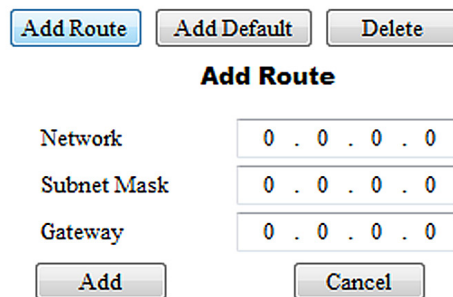 Add Route Add Default Delete
Add Route
Network 0 . 0 . 0 . 0
Subnet Mask 0 . 0 . 0 . 0
Gateway 0 . 0 . 0 . 0
Add Cancel